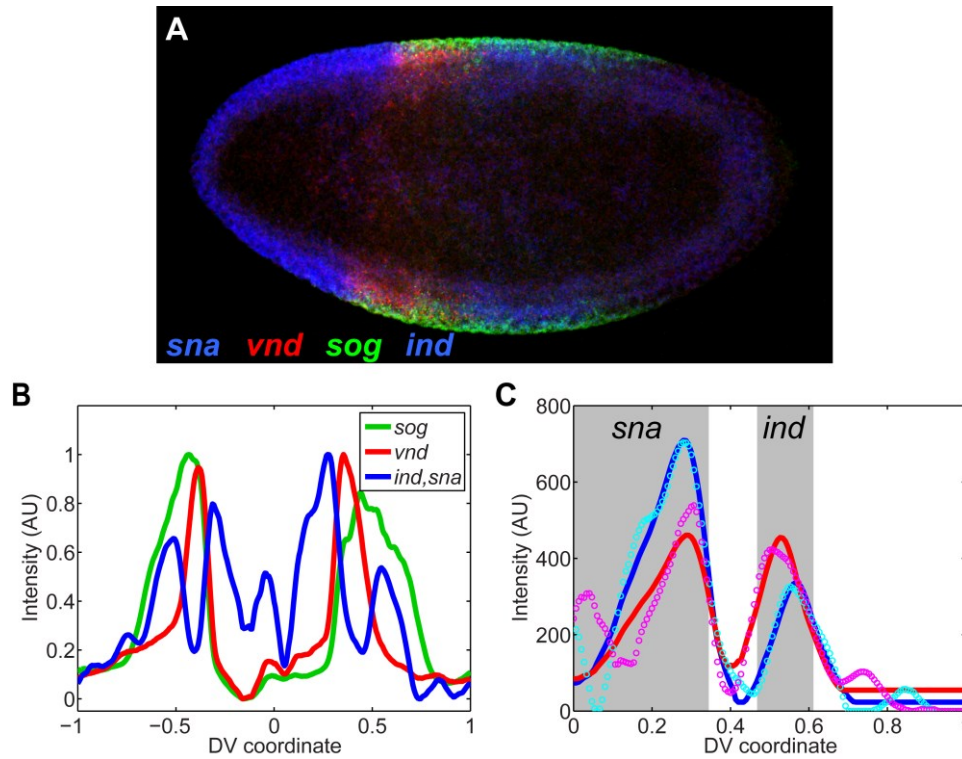 A
sna vnd sog ind
B
1
0.8
0.6
0.4
0.2
0
Intensity (AU)
sog
vnd
ind,sna
−1 −0.5 0 0.5 1
DV coordinate
C
800
600
400
200
0
Intensity (AU)
sna ind
0 0.2 0.4 0.6 0.8
DV coordinate